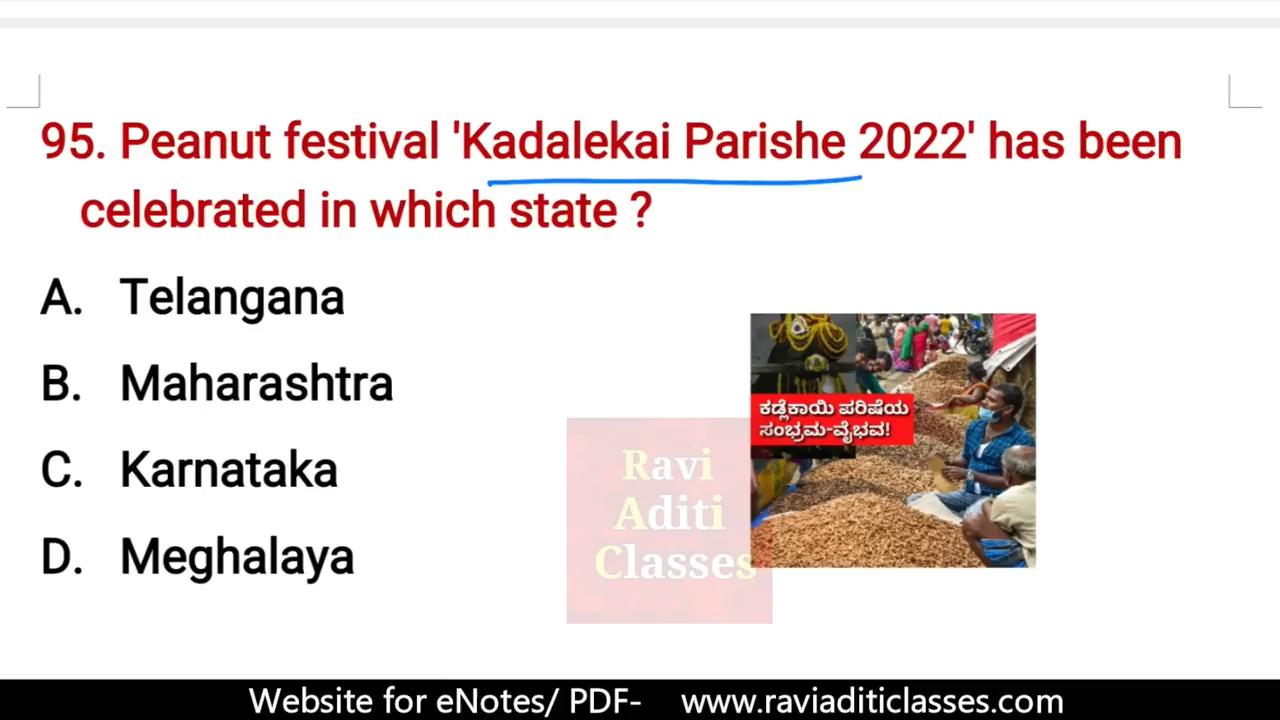 95. Peanut festival 'Kadalekai Parishe 2022' has been
celebrated in which state ?
A. Telangana
B. Maharashtra
C. Karnataka
D. Meghalaya
ಕಡ್ಲೆಕಾಯಿ ಪರಿಷೆಯ
ಸಂಭ್ರಮ-ವೈಭವ!
Ravi
Aditi
Classes
Website for eNotes/ PDF- www.raviaditiclasses.com